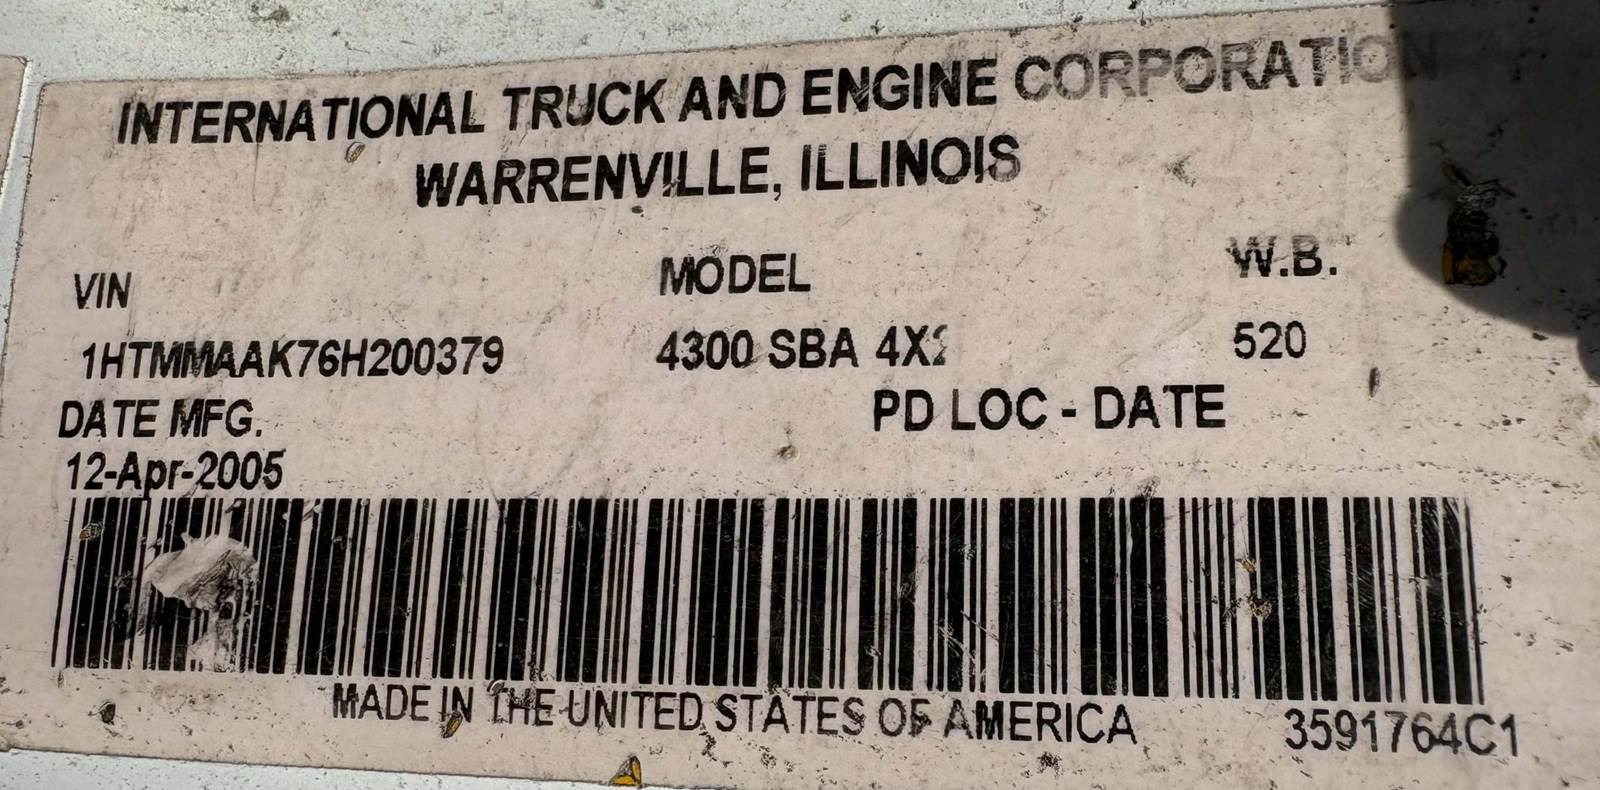 INTERNATIONAL TRUCK AND ENGINE CORPORATION
WARRENVILLE, ILLINOIS
VIN MODEL W.B.
1HTMMAAK76H200379 4300 SBA 4X2 520
DATE MFG. PD LOC - DATE
12-Apr-2005
MADE IN THE UNITED STATES OF AMERICA 3591764C1